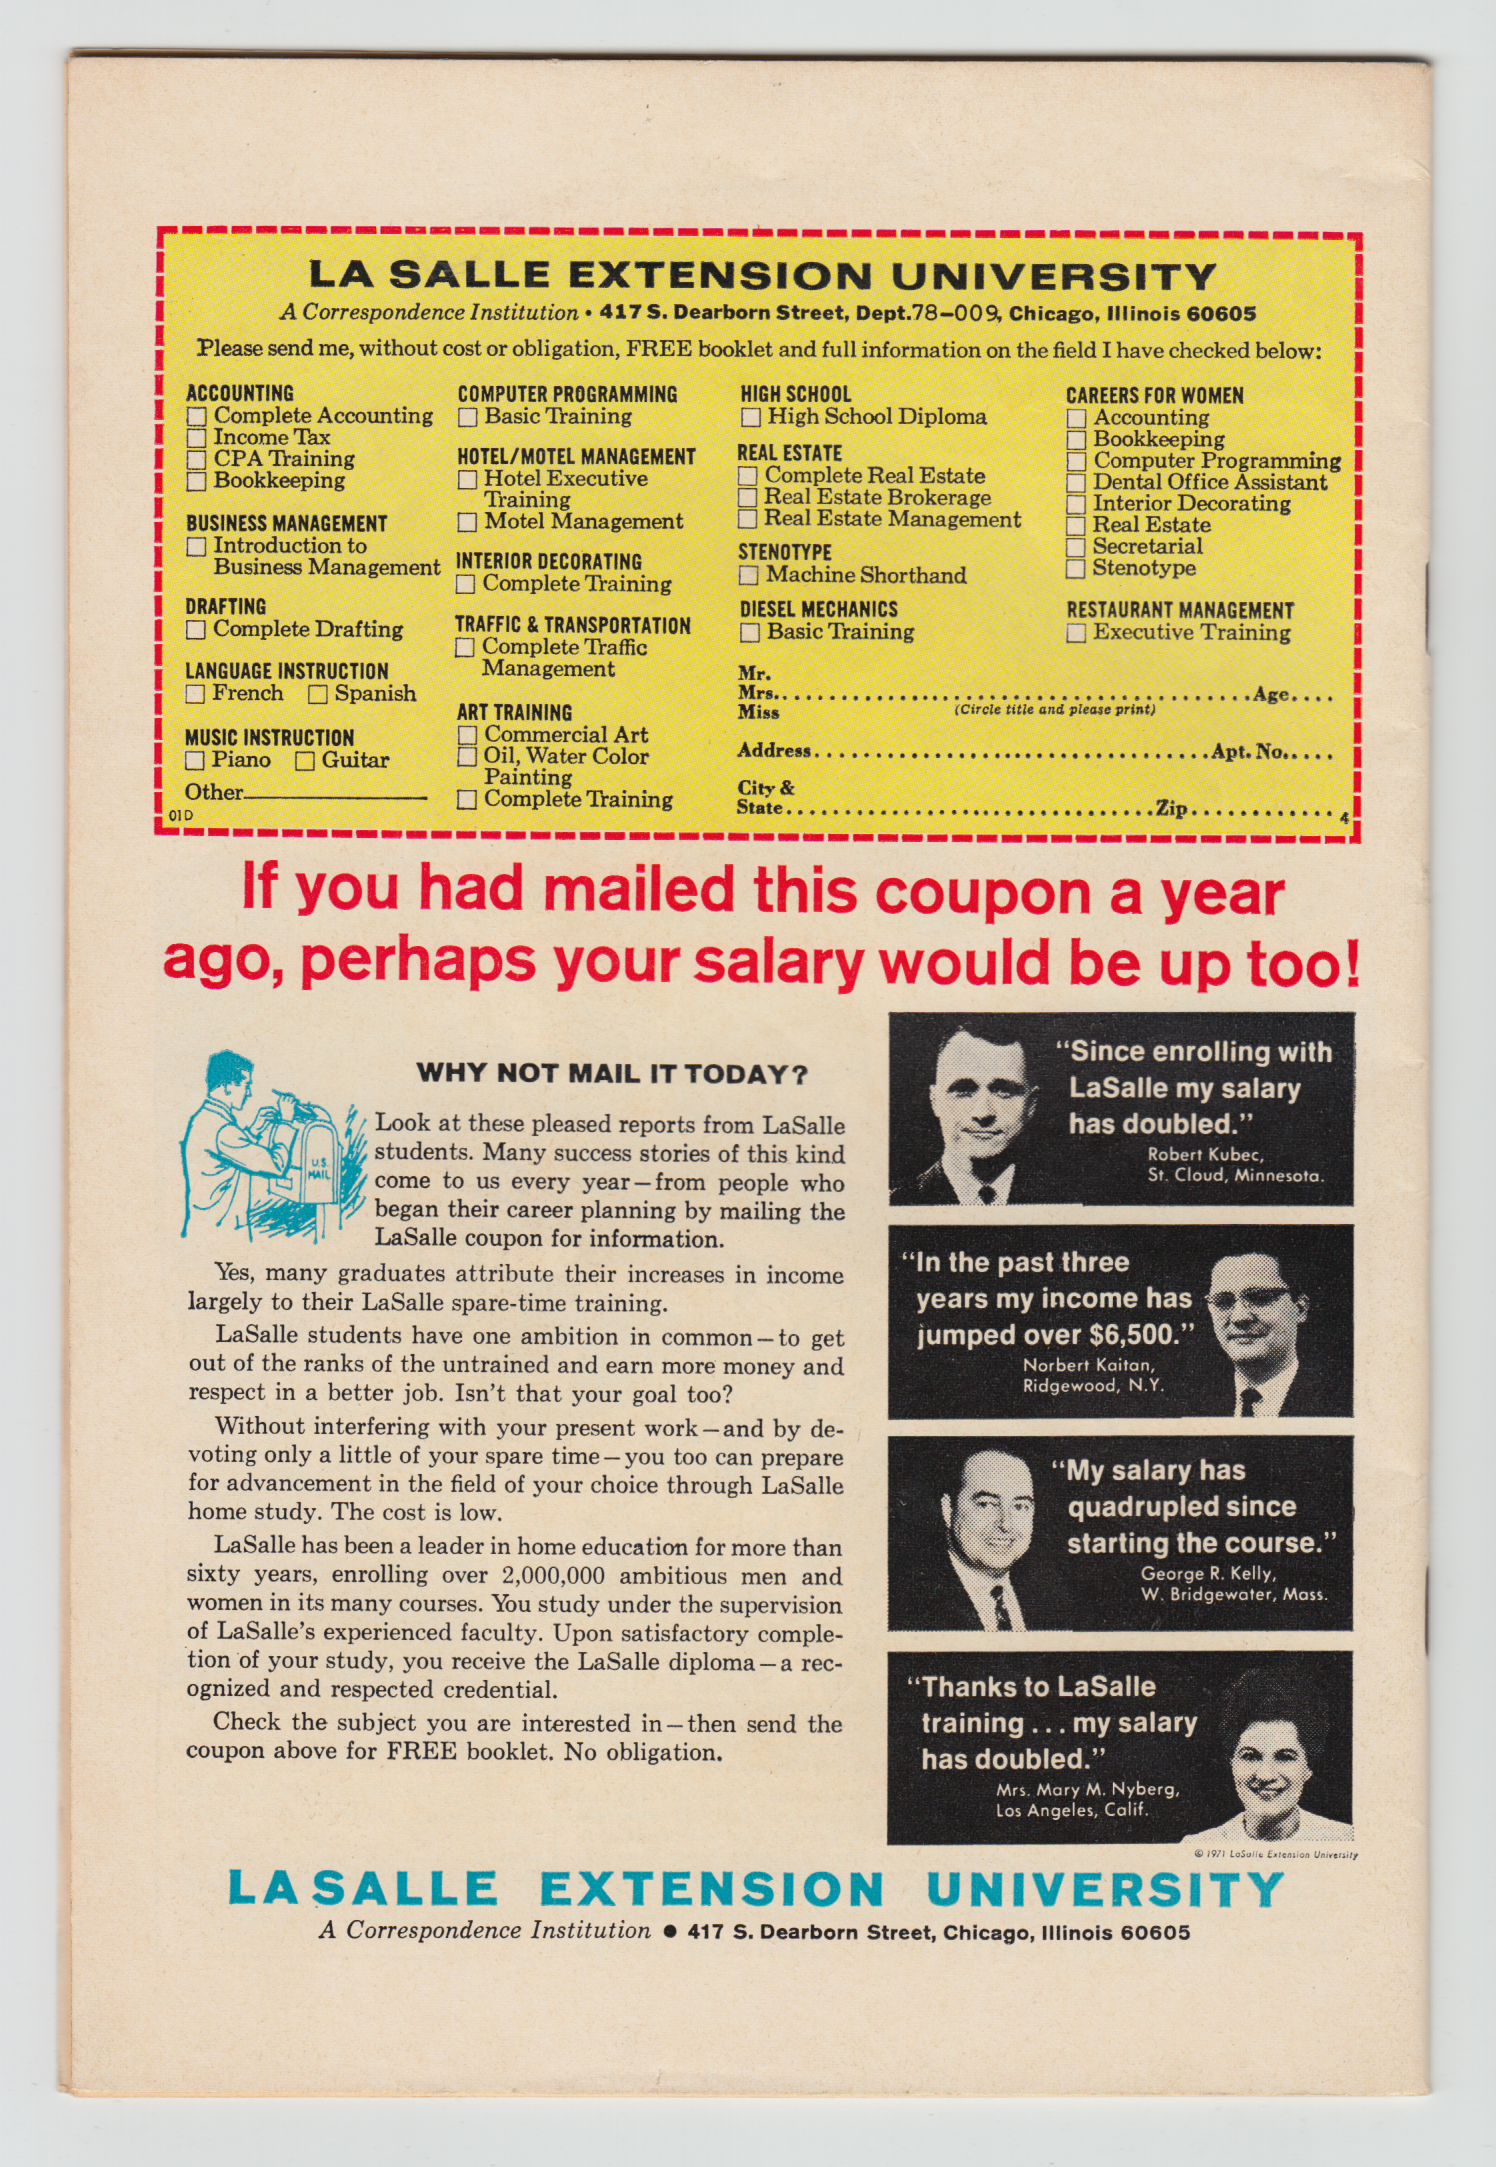 LA SALLE EXTENSION UNIVERSITY
A Correspondence Institution • 417 S. Dearborn Street, Dept.78–009, Chicago, Illinois 60605
Please send me, without cost or obligation, FREE booklet and full information on the field I have checked below:
ACCOUNTING
Complete Accounting
Income Tax
CPA Training
Bookkeeping
BUSINESS MANAGEMENT
Introduction to
Business Management
DRAFTING
Complete Drafting
LANGUAGE INSTRUCTION
French Spanish
MUSIC INSTRUCTION
Piano Guitar
Other
01D
COMPUTER PROGRAMMING
Basic Training
HOTEL/MOTEL MANAGEMENT
Hotel Executive
Training
Motel Management
INTERIOR DECORATING
Complete Training
TRAFFIC & TRANSPORTATION
Complete Traffic
Management
ART TRAINING
Commercial Art
Oil, Water Color
Painting
Complete Training
HIGH SCHOOL
High School Diploma
REAL ESTATE
Complete Real Estate
Real Estate Brokerage
Real Estate Management
STENOTYPE
Machine Shorthand
DIESEL MECHANICS
Basic Training
CAREERS FOR WOMEN
Accounting
Bookkeeping
Computer Programming
Dental Office Assistant
Interior Decorating
Real Estate
Secretarial
Stenotype
RESTAURANT MANAGEMENT
Executive Training
Mr.
Mrs. Age
Miss (Circle title and please print)
Address Apt. No.
City &
State Zip
4
If you had mailed this coupon a year
ago, perhaps your salary would be up too!
U.S.
MAIL
WHY NOT MAIL IT TODAY?
Look at these pleased reports from LaSalle
students. Many success stories of this kind
come to us every year—from people who
began their career planning by mailing the
LaSalle coupon for information.
Yes, many graduates attribute their increases in income
largely to their LaSalle spare-time training.
LaSalle students have one ambition in common—to get
out of the ranks of the untrained and earn more money and
respect in a better job. Isn't that your goal too?
Without interfering with your present work—and by de-
voting only a little of your spare time—you too can prepare
for advancement in the field of your choice through LaSalle
home study. The cost is low.
LaSalle has been a leader in home education for more than
sixty years, enrolling over 2,000,000 ambitious men and
women in its many courses. You study under the supervision
of LaSalle's experienced faculty. Upon satisfactory comple-
tion of your study, you receive the LaSalle diploma—a rec-
ognized and respected credential.
Check the subject you are interested in—then send the
coupon above for FREE booklet. No obligation.
"Since enrolling with
LaSalle my salary
has doubled."
Robert Kubec,
St. Cloud, Minnesota.
"In the past three
years my income has
jumped over $6,500."
Norbert Kaitan,
Ridgewood, N.Y.
"My salary has
quadrupled since
starting the course."
George R. Kelly,
W. Bridgewater, Mass.
"Thanks to LaSalle
training . . . my salary
has doubled."
Mrs. Mary M. Nyberg,
Los Angeles, Calif.
© 1971 LaSalle Extension University
LASALLE EXTENSION UNIVERSITY
A Correspondence Institution • 417 S. Dearborn Street, Chicago, Illinois 60605